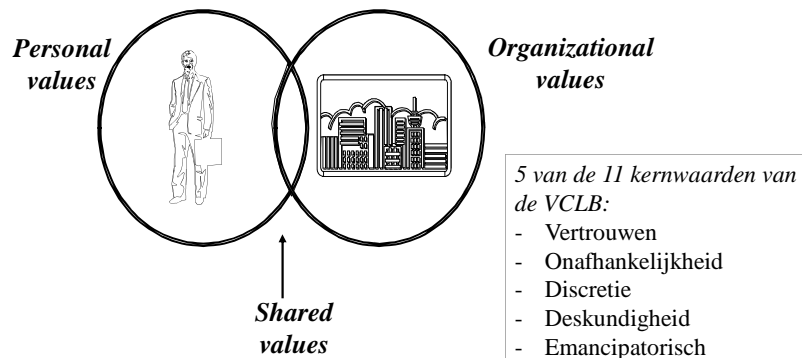 Personal
values
Organizational
values
5 van de 11 kernwaarden van
de VCLB:
- Vertrouwen
- Onafhankelijkheid
- Discretie
- Deskundigheid
- Emancipatorisch
Shared
values